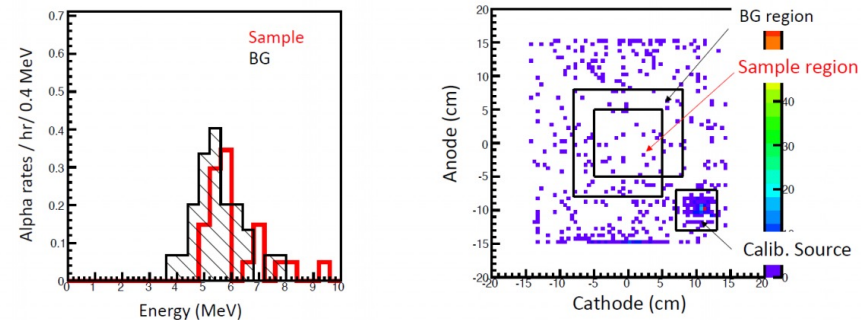 Alpha rates / hr/ 0.4 MeV
0.7
0.6
0.5
0.4
0.3
0.2
0.1
0
Sample
BG
0 1 2 3 4 5 6 7 8 9 10
Energy (MeV)
BG region
Sample region
Calib. Source
Anode (cm)
20
15
10
5
0
-5
-10
-15
-20
-20 -15 -10 -5 0 5 10 15 20
Cathode (cm)
40
30
20
10
0